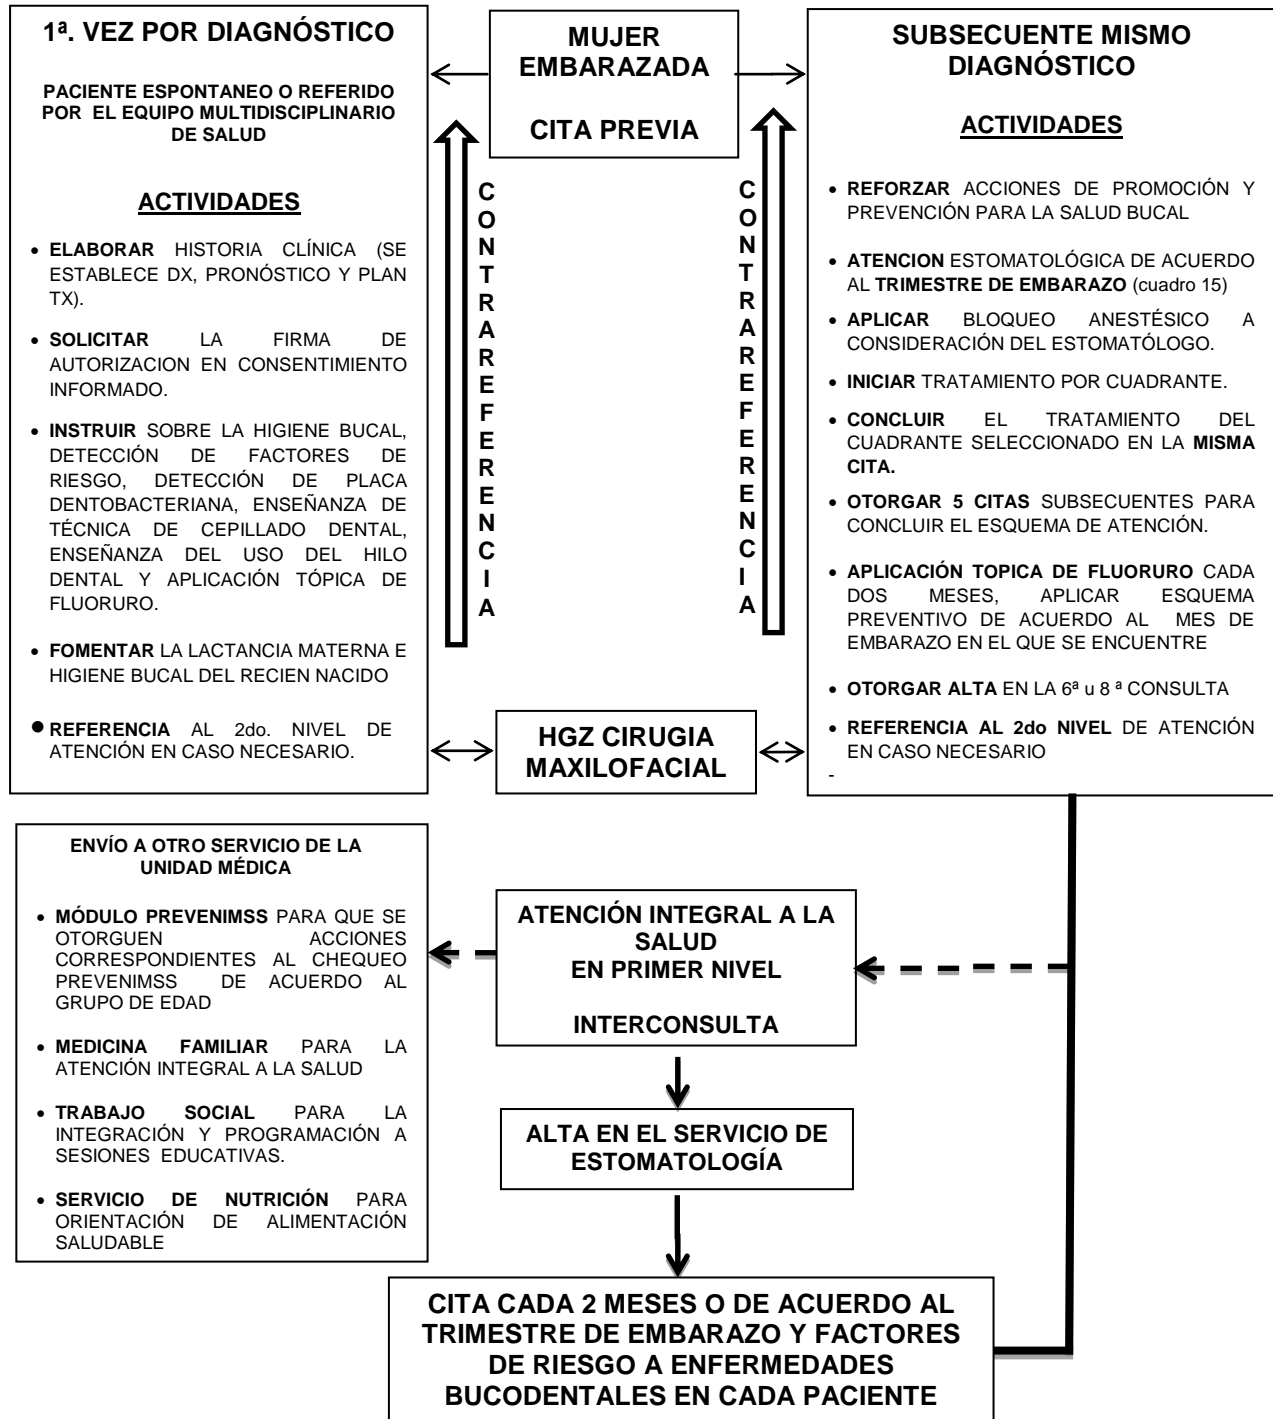 1ª. VEZ POR DIAGNÓSTICO
PACIENTE ESPONTANEO O REFERIDO
POR EL EQUIPO MULTIDISCIPLINARIO
DE SALUD
ACTIVIDADES
• ELABORAR HISTORIA CLÍNICA (SE
ESTABLECE DX, PRONÓSTICO Y PLAN
TX).
• SOLICITAR LA FIRMA DE
AUTORIZACION EN CONSENTIMIENTO
INFORMADO.
• INSTRUIR SOBRE LA HIGIENE BUCAL,
DETECCIÓN DE FACTORES DE
RIESGO, DETECCIÓN DE PLACA
DENTOBACTERIANA, ENSEÑANZA DE
TÉCNICA DE CEPILLADO DENTAL,
ENSEÑANZA DEL USO DEL HILO
DENTAL Y APLICACIÓN TÓPICA DE
FLUORURO.
• FOMENTAR LA LACTANCIA MATERNA E
HIGIENE BUCAL DEL RECIEN NACIDO
• REFERENCIA AL 2do. NIVEL DE
ATENCIÓN EN CASO NECESARIO.
MUJER
EMBARAZADA
CITA PREVIA
CONTRAREFERENCIA
CONTRAREFERENCIA
HGZ CIRUGIA
MAXILOFACIAL
SUBSECUENTE MISMO
DIAGNÓSTICO
ACTIVIDADES
• REFORZAR ACCIONES DE PROMOCIÓN Y
PREVENCIÓN PARA LA SALUD BUCAL
• ATENCION ESTOMATOLÓGICA DE ACUERDO
AL TRIMESTRE DE EMBARAZO (cuadro 15)
• APLICAR BLOQUEO ANESTÉSICO A
CONSIDERACIÓN DEL ESTOMATÓLOGO.
• INICIAR TRATAMIENTO POR CUADRANTE.
• CONCLUIR EL TRATAMIENTO DEL
CUADRANTE SELECCIONADO EN LA MISMA
CITA.
• OTORGAR 5 CITAS SUBSECUENTES PARA
CONCLUIR EL ESQUEMA DE ATENCIÓN.
• APLICACIÓN TOPICA DE FLUORURO CADA
DOS MESES, APLICAR ESQUEMA
PREVENTIVO DE ACUERDO AL MES DE
EMBARAZO EN EL QUE SE ENCUENTRE
• OTORGAR ALTA EN LA 6ª u 8 ª CONSULTA
• REFERENCIA AL 2do NIVEL DE ATENCIÓN
EN CASO NECESARIO
-
ENVÍO A OTRO SERVICIO DE LA
UNIDAD MÉDICA
• MÓDULO PREVENIMSS PARA QUE SE
OTORGUEN ACCIONES
CORRESPONDIENTES AL CHEQUEO
PREVENIMSS DE ACUERDO AL
GRUPO DE EDAD
• MEDICINA FAMILIAR PARA LA
ATENCIÓN INTEGRAL A LA SALUD
• TRABAJO SOCIAL PARA LA
INTEGRACIÓN Y PROGRAMACIÓN A
SESIONES EDUCATIVAS.
• SERVICIO DE NUTRICIÓN PARA
ORIENTACIÓN DE ALIMENTACIÓN
SALUDABLE
ATENCIÓN INTEGRAL A LA
SALUD
EN PRIMER NIVEL
INTERCONSULTA
ALTA EN EL SERVICIO DE
ESTOMATOLOGÍA
CITA CADA 2 MESES O DE ACUERDO AL
TRIMESTRE DE EMBARAZO Y FACTORES
DE RIESGO A ENFERMEDADES
BUCODENTALES EN CADA PACIENTE